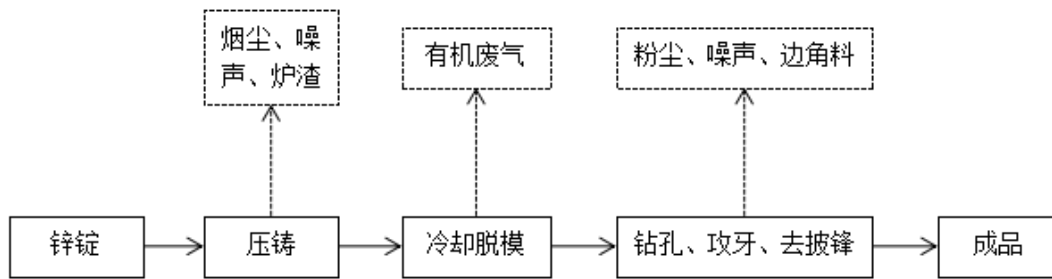 烟尘、噪
声、炉渣
有机废气
粉尘、噪声、边角料
锌锭
压铸
冷却脱模
钻孔、攻牙、去披锋
成品